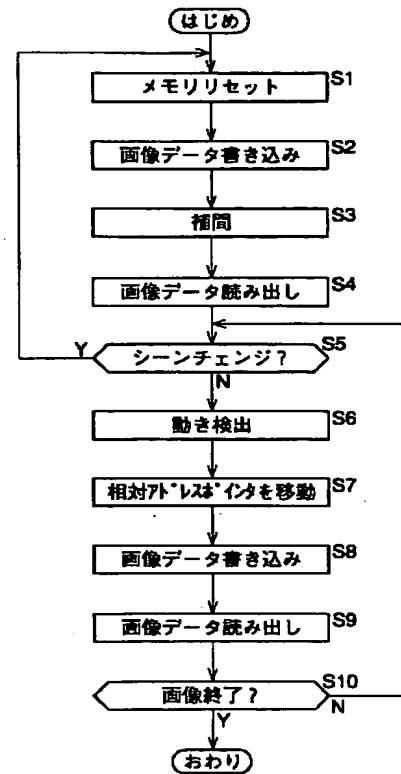 はじめ
メモリリセット S1
画像データ書き込み S2
補間 S3
画像データ読み出し S4
シーンチェンジ? S5
Y
N
動き検出 S6
相対アドレスポインタを移動 S7
画像データ書き込み S8
画像データ読み出し S9
画像終了? S10
N
Y
おわり